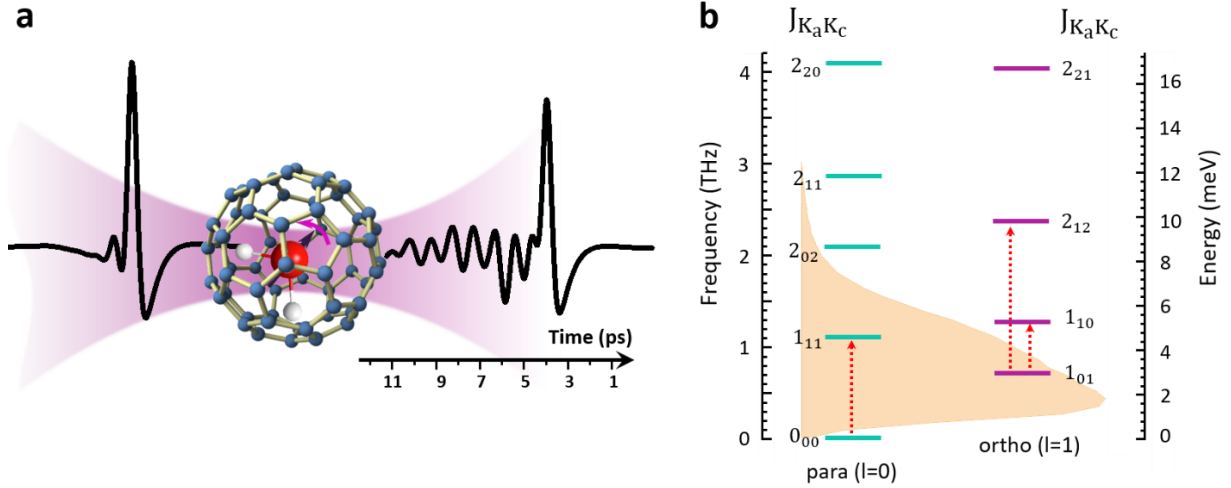 a
Time (ps)
11 9 7 5 3 1
b
J_{K_aK_c} J_{K_aK_c}
Frequency (THz)
4
3
2
1
0
2_{20}
2_{11}
2_{02}
1_{11}
0_{00}
para (l=0)
2_{21}
2_{12}
1_{10}
1_{01}
ortho (l=1)
16
14
12
10
8
6
4
2
0
Energy (meV)